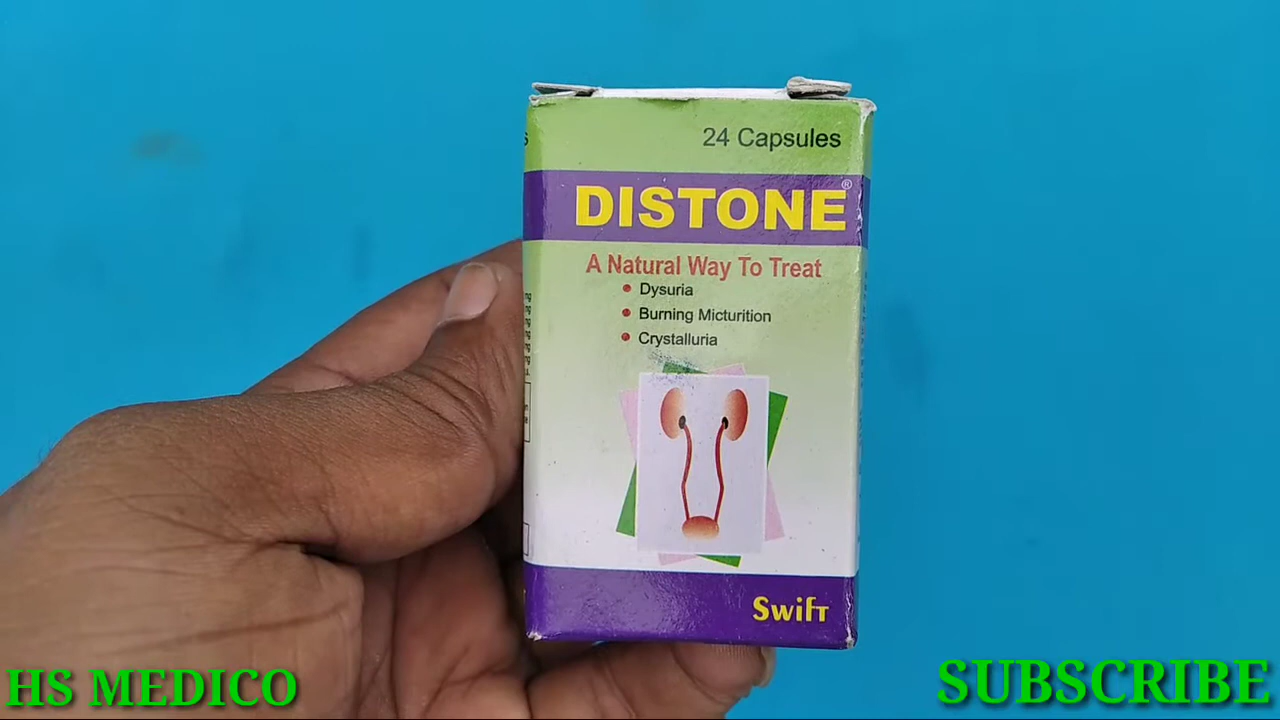 24 Capsules
DISTONE®
A Natural Way To Treat
• Dysuria
• Burning Micturition
• Crystalluria
Swift
HS MEDICO
SUBSCRIBE